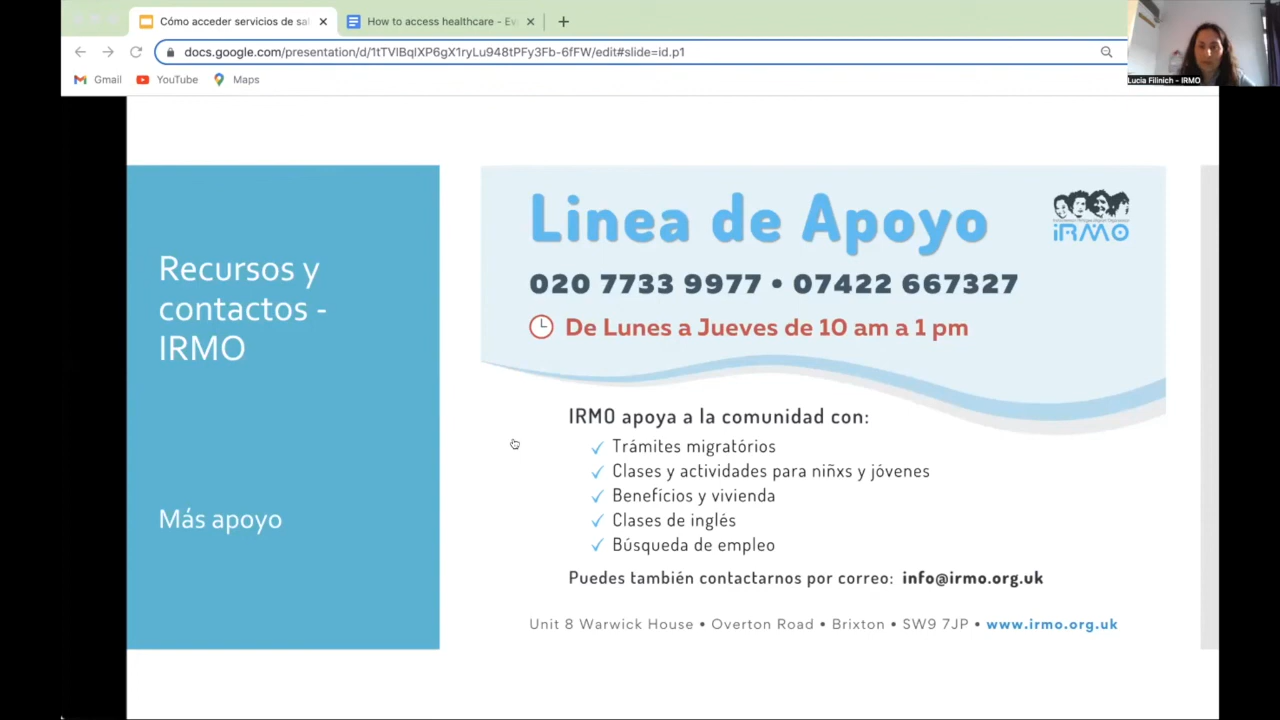 Cómo acceder servicios de sal
How to access healthcare - Ev
docs.google.com/presentation/d/1tTVlBqlXP6gX1ryLu948tPFy3Fb-6fFW/edit#slide=id.p1
Gmail
YouTube
Maps
Lucia Filinich - IRMO
Recursos y
contactos -
IRMO
Más apoyo
Linea de Apoyo
IRMO
020 7733 9977 • 07422 667327
De Lunes a Jueves de 10 am a 1 pm
IRMO apoya a la comunidad con:
Trámites migratórios
Clases y actividades para niñxs y jóvenes
Benefícios y vivienda
Clases de inglés
Búsqueda de empleo
Puedes también contactarnos por correo: info@irmo.org.uk
Unit 8 Warwick House • Overton Road • Brixton • SW9 7JP • www.irmo.org.uk